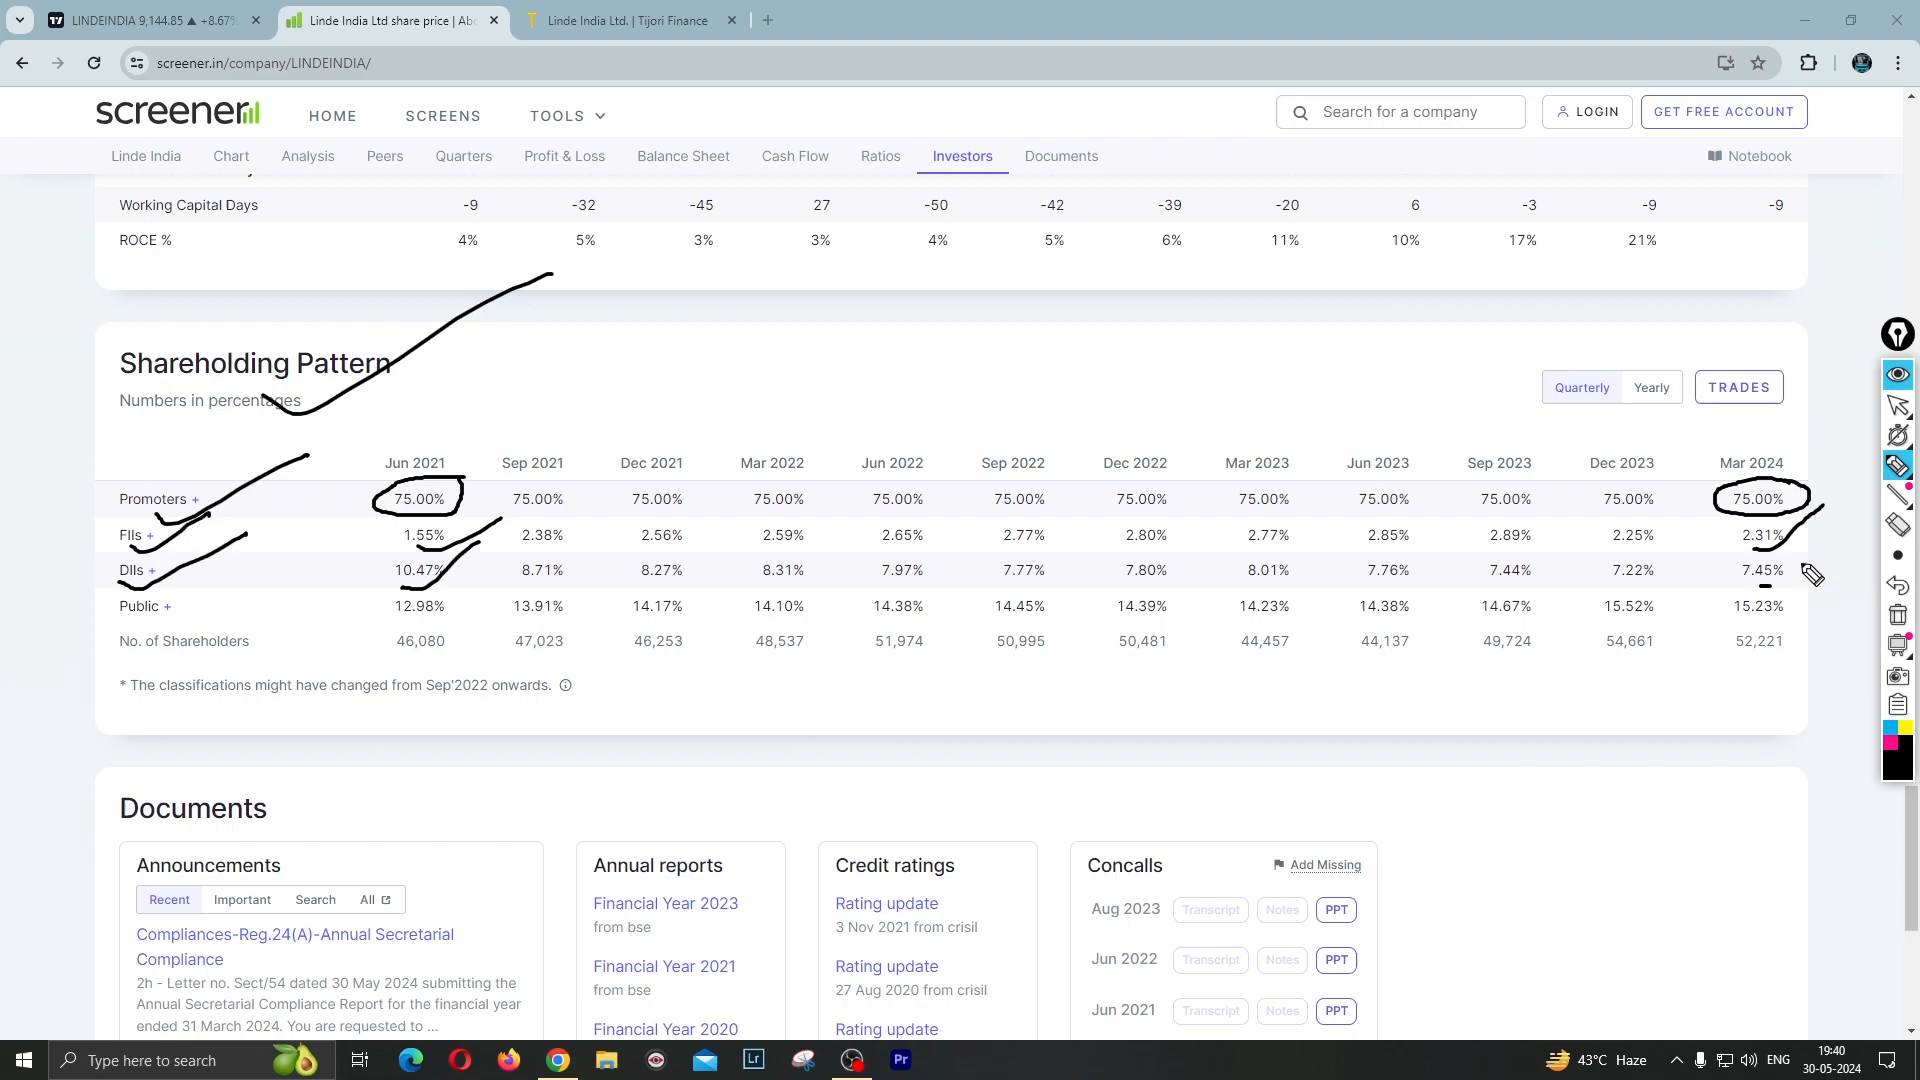 LINDEINDIA 9,144.85 ▲ +8.67%
Linde India Ltd share price | Abo
Linde India Ltd. | Tijori Finance
screener.in/company/LINDEINDIA/
screener
HOME SCREENS TOOLS
Search for a company
LOGIN
GET FREE ACCOUNT
Linde India Chart Analysis Peers Quarters Profit & Loss Balance Sheet Cash Flow Ratios Investors Documents Notebook
Working Capital Days -9 -32 -45 27 -50 -42 -39 -20 6 -3 -9 -9
ROCE % 4% 5% 3% 3% 4% 5% 6% 11% 10% 17% 21%
Shareholding Pattern
Numbers in percentages
Quarterly Yearly TRADES
Jun 2021 Sep 2021 Dec 2021 Mar 2022 Jun 2022 Sep 2022 Dec 2022 Mar 2023 Jun 2023 Sep 2023 Dec 2023 Mar 2024
Promoters + 75.00% 75.00% 75.00% 75.00% 75.00% 75.00% 75.00% 75.00% 75.00% 75.00% 75.00% 75.00%
FIIs + 1.55% 2.38% 2.56% 2.59% 2.65% 2.77% 2.80% 2.77% 2.85% 2.89% 2.25% 2.31%
DIIs + 10.47% 8.71% 8.27% 8.31% 7.97% 7.77% 7.80% 8.01% 7.76% 7.44% 7.22% 7.45%
Public + 12.98% 13.91% 14.17% 14.10% 14.38% 14.45% 14.39% 14.23% 14.38% 14.67% 15.52% 15.23%
No. of Shareholders 46,080 47,023 46,253 48,537 51,974 50,995 50,481 44,457 44,137 49,724 54,661 52,221
* The classifications might have changed from Sep'2022 onwards.
Documents
Announcements
Recent Important Search All
Compliances-Reg.24(A)-Annual Secretarial
Compliance
2h - Letter no. Sect/54 dated 30 May 2024 submitting the
Annual Secretarial Compliance Report for the financial year
ended 31 March 2024. You are requested to ...
Annual reports
Financial Year 2023
from bse
Financial Year 2021
from bse
Financial Year 2020
Credit ratings
Rating update
3 Nov 2021 from crisil
Rating update
27 Aug 2020 from crisil
Rating update
Concalls
Add Missing
Aug 2023 Transcript Notes PPT
Jun 2022 Transcript Notes PPT
Jun 2021 Transcript Notes PPT
Type here to search
Lr
Pr
43°C Haze
ENG
19:40
30-05-2024